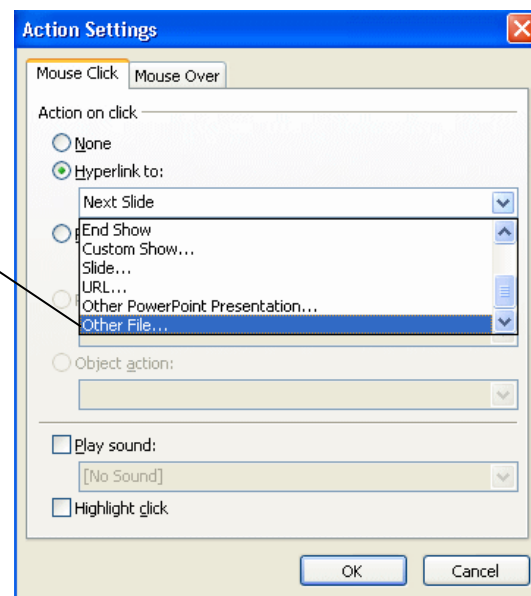 Action Settings
Mouse Click Mouse Over
Action on click
None
Hyperlink to:
Next Slide
End Show
Custom Show...
Slide...
URL...
Other PowerPoint Presentation...
Other File...
Object action:
Play sound:
[No Sound]
Highlight click
OK Cancel